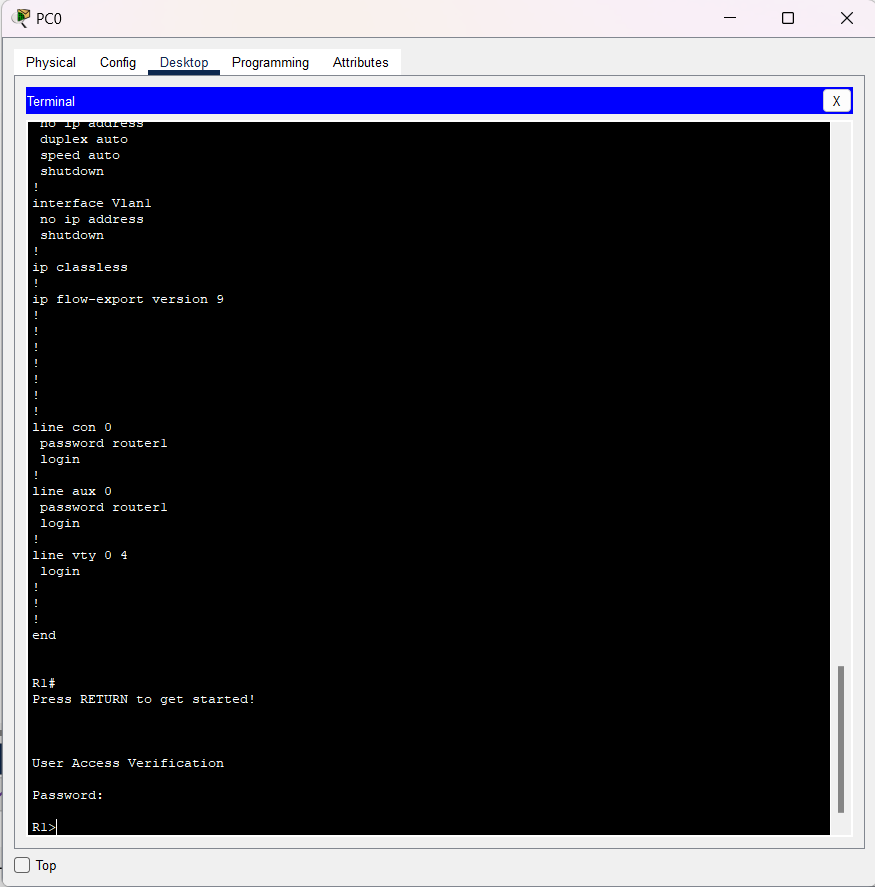 PC0
Physical Config Desktop Programming Attributes
Terminal X
no ip address
duplex auto
speed auto
shutdown
!
interface Vlan1
no ip address
shutdown
!
ip classless
!
ip flow-export version 9
!
!
!
!
!
!
!
line con 0
password router1
login
!
line aux 0
password router1
login
!
line vty 0 4
login
!
!
!
end
R1#
Press RETURN to get started!
User Access Verification
Password:
R1>
Top